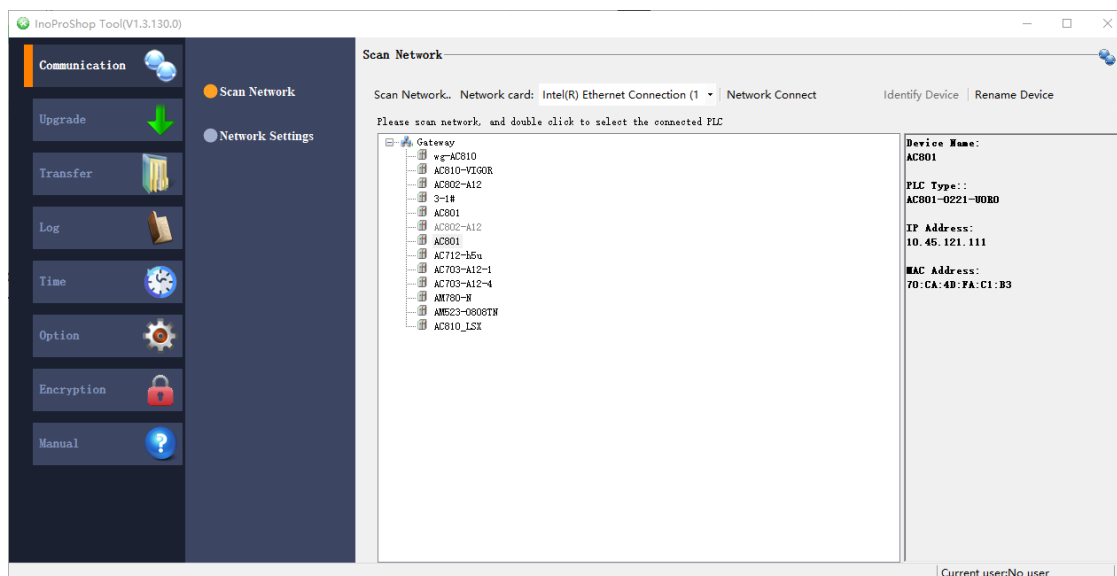 InoProShop Tool(V1.3.130.0)
Communication
Upgrade
Transfer
Log
Time
Option
Encryption
Manual
Scan Network
Network Settings
Scan Network
Scan Network.. Network card: Intel(R) Ethernet Connection (1 Network Connect Identify Device Rename Device
Please scan network, and double click to select the connected PLC
Gateway
wg-AC810
AC810-VIGOR
AC802-A12
3-1#
AC801
AC802-A12
AC801
AC712-h5u
AC703-A12-1
AC703-A12-4
AM780-N
AM523-0808TN
AC810_LSX
Device Name:
AC801
PLC Type::
AC801-0221-U0R0
IP Address:
10.45.121.111
MAC Address:
70:CA:4D:FA:C1:B3
Current user:No user